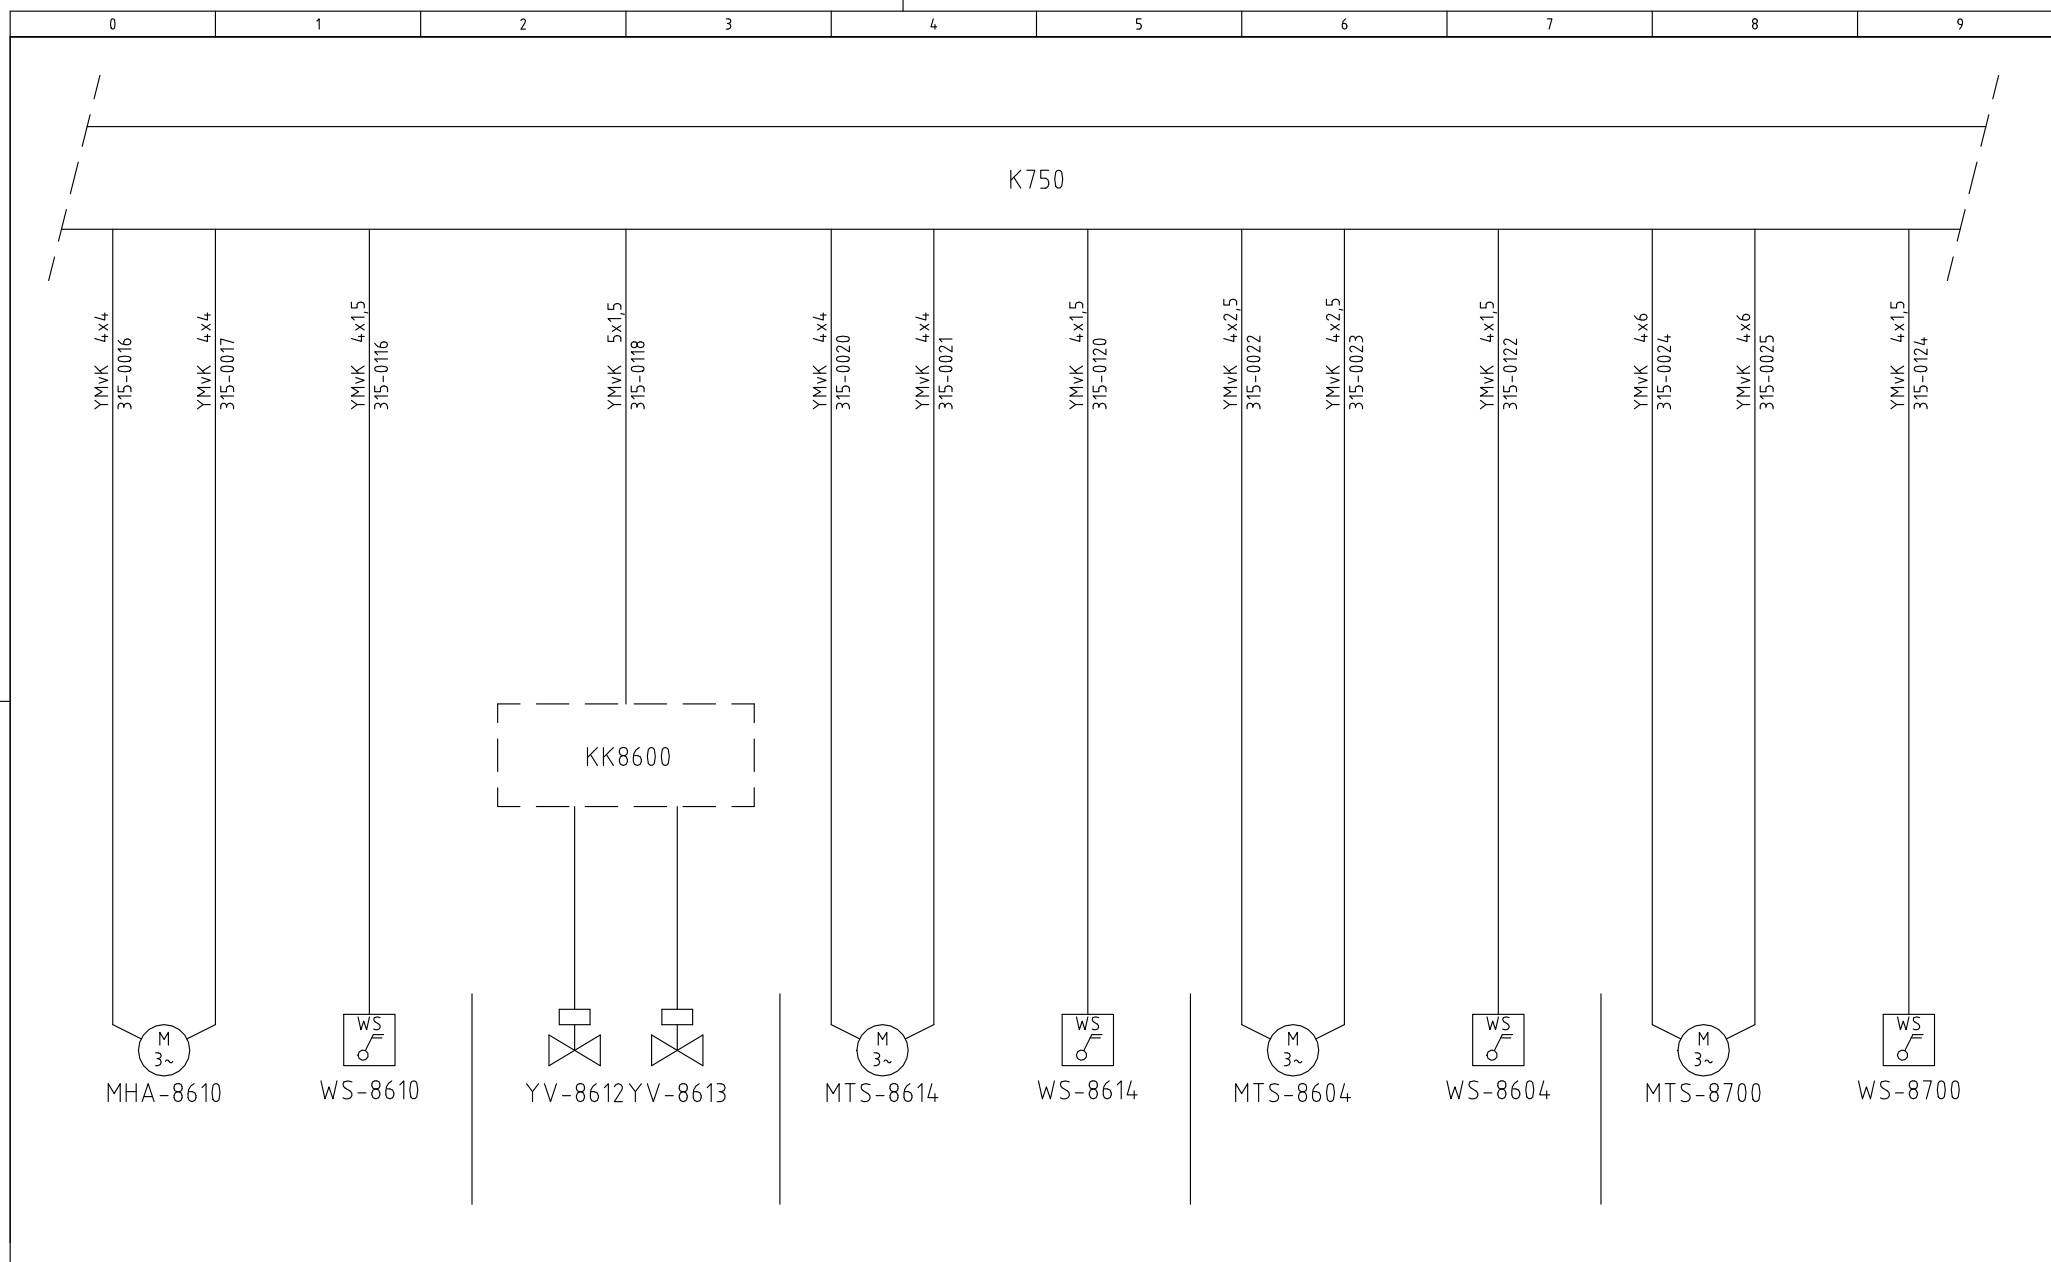 0 1 2 3 4 5 6 7 8 9
K750
YMvK 4x4
315-0016
YMvK 4x4
315-0017
YMvK 4x1,5
315-0116
YMvK 5x1,5
315-0118
YMvK 4x4
315-0020
YMvK 4x4
315-0021
YMvK 4x1,5
315-0120
YMvK 4x2,5
315-0022
YMvK 4x2,5
315-0023
YMvK 4x1,5
315-0122
YMvK 4x6
315-0024
YMvK 4x6
315-0025
YMvK 4x1,5
315-0124
KK8600
M
3~
WS
M
3~
WS
M
3~
WS
M
3~
WS
MHA-8610
WS-8610
YV-8612
YV-8613
MTS-8614
WS-8614
MTS-8604
WS-8604
MTS-8700
WS-8700